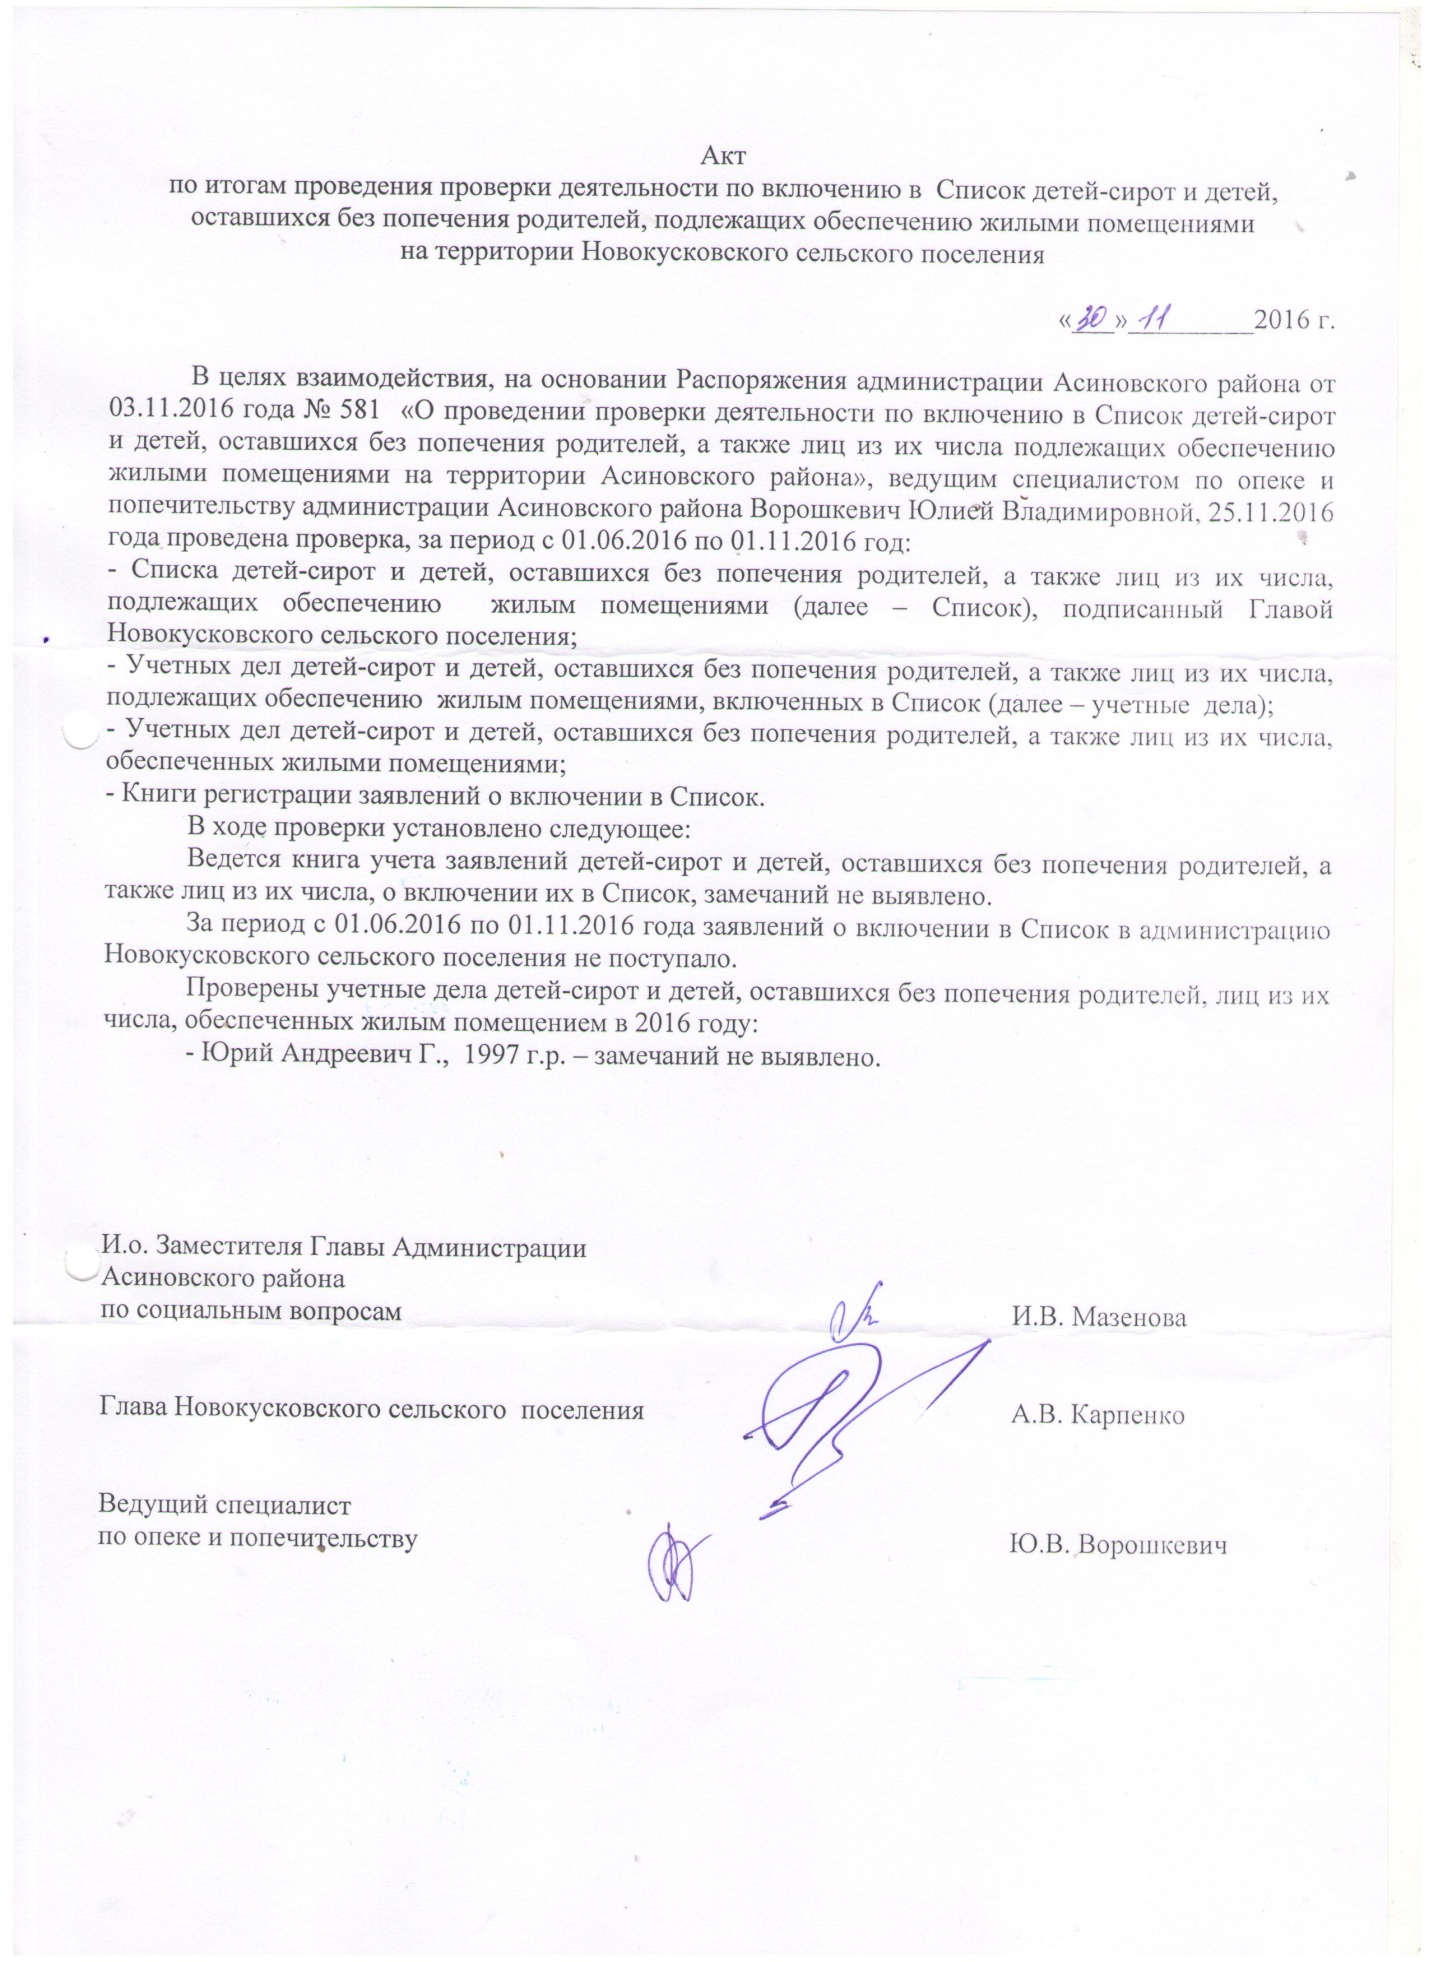 Акт
по итогам проведения проверки деятельности по включению в  Список детей-сирот и детей,
оставшихся без попечения родителей, подлежащих обеспечению жилыми помещениями
на территории Новокусковского сельского поселения
«30» 11 2016 г.
В целях взаимодействия, на основании Распоряжения администрации Асиновского района от
03.11.2016 года № 581  «О проведении проверки деятельности по включению в Список детей-сирот
и детей, оставшихся без попечения родителей, а также лиц из их числа подлежащих обеспечению
жилыми помещениями на территории Асиновского района», ведущим специалистом по опеке и
попечительству администрации Асиновского района Ворошкевич Юлией Владимировной, 25.11.2016
года проведена проверка, за период с 01.06.2016 по 01.11.2016 год:
- Списка детей-сирот и детей, оставшихся без попечения родителей, а также лиц из их числа,
подлежащих обеспечению  жилым помещениями (далее – Список), подписанный Главой
Новокусковского сельского поселения;
- Учетных дел детей-сирот и детей, оставшихся без попечения родителей, а также лиц из их числа,
подлежащих обеспечению  жилым помещениями, включенных в Список (далее – учетные  дела);
- Учетных дел детей-сирот и детей, оставшихся без попечения родителей, а также лиц из их числа,
обеспеченных жилыми помещениями;
- Книги регистрации заявлений о включении в Список.
В ходе проверки установлено следующее:
Ведется книга учета заявлений детей-сирот и детей, оставшихся без попечения родителей, а
также лиц из их числа, о включении их в Список, замечаний не выявлено.
За период с 01.06.2016 по 01.11.2016 года заявлений о включении в Список в администрацию
Новокусковского сельского поселения не поступало.
Проверены учетные дела детей-сирот и детей, оставшихся без попечения родителей, лиц из их
числа, обеспеченных жилым помещением в 2016 году:
- Юрий Андреевич Г.,  1997 г.р. – замечаний не выявлено.
И.о. Заместителя Главы Администрации
Асиновского района
по социальным вопросам И.В. Мазенова
Глава Новокусковского сельского  поселения А.В. Карпенко
Ведущий специалист
по опеке и попечительству Ю.В. Ворошкевич